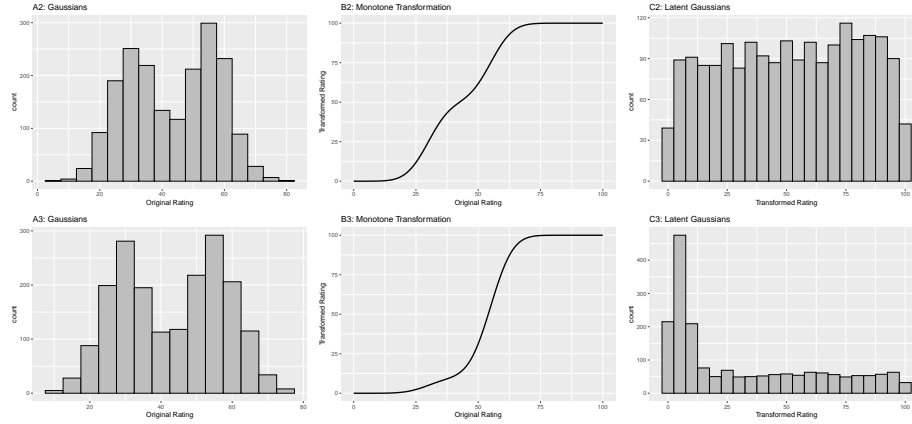 A2: Gaussians
300
200
100
0
count
0 20 40 60 80
Original Rating
B2: Monotone Transformation
100
75
50
25
0
Transformed Rating
0 25 50 75 100
Original Rating
C2: Latent Gaussians
120
90
60
30
0
count
0 25 50 75 100
Transformed Rating
A3: Gaussians
300
200
100
0
count
20 40 60 80
Original Rating
B3: Monotone Transformation
100
75
50
25
0
Transformed Rating
0 25 50 75 100
Original Rating
C3: Latent Gaussians
400
300
200
100
0
count
0 25 50 75 100
Transformed Rating